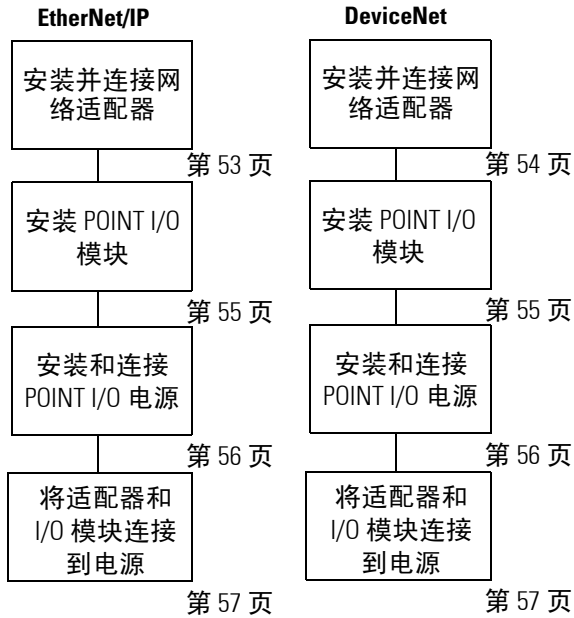 EtherNet/IP
安装并连接网
络适配器
第 53 页
安装 POINT I/O
模块
第 55 页
安装和连接
POINT I/O 电源
第 56 页
将适配器和
I/O 模块连接
到电源
第 57 页
DeviceNet
安装并连接网
络适配器
第 54 页
安装 POINT I/O
模块
第 55 页
安装和连接
POINT I/O 电源
第 56 页
将适配器和
I/O 模块连接
到电源
第 57 页